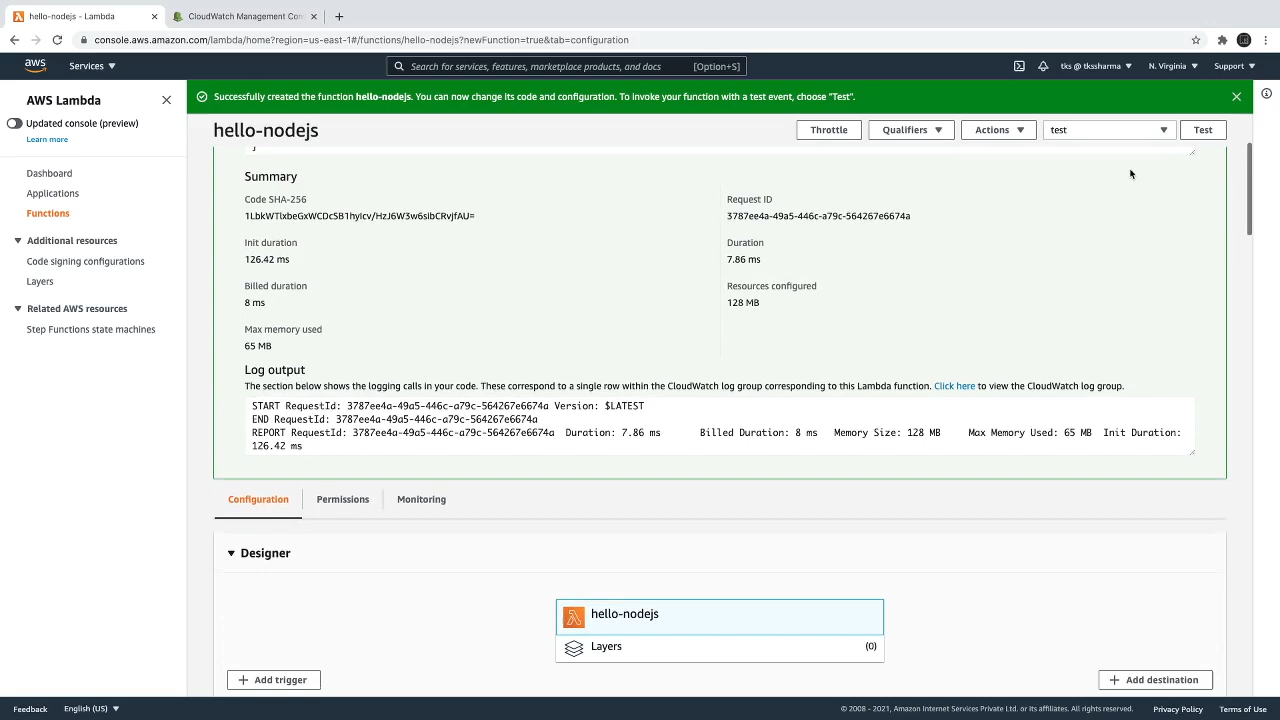 hello-nodejs - Lambda
CloudWatch Management Con
console.aws.amazon.com/lambda/home?region=us-east-1#/functions/hello-nodejs?newFunction=true&tab=configuration
aws
Services
Search for services, features, marketplace products, and docs [Option+S]
tks @ tkssharma
N. Virginia
Support
AWS Lambda
Updated console (preview)
Learn more
Dashboard
Applications
Functions
Additional resources
Code signing configurations
Layers
Related AWS resources
Step Functions state machines
Successfully created the function hello-nodejs. You can now change its code and configuration. To invoke your function with a test event, choose "Test".
hello-nodejs
Throttle
Qualifiers
Actions
test
Test
}
Summary
Code SHA-256
1LbkWTlxbeGxWCDcSB1hyIcv/HzJ6W3w6sibCRvjfAU=
Request ID
3787ee4a-49a5-446c-a79c-564267e6674a
Init duration
126.42 ms
Duration
7.86 ms
Billed duration
8 ms
Resources configured
128 MB
Max memory used
65 MB
Log output
The section below shows the logging calls in your code. These correspond to a single row within the CloudWatch log group corresponding to this Lambda function. Click here to view the CloudWatch log group.
START RequestId: 3787ee4a-49a5-446c-a79c-564267e6674a Version: $LATEST
END RequestId: 3787ee4a-49a5-446c-a79c-564267e6674a
REPORT RequestId: 3787ee4a-49a5-446c-a79c-564267e6674a Duration: 7.86 ms Billed Duration: 8 ms Memory Size: 128 MB Max Memory Used: 65 MB Init Duration:
126.42 ms
Configuration
Permissions
Monitoring
Designer
hello-nodejs
Layers
(0)
Add trigger
Add destination
Feedback
English (US)
© 2008 - 2021, Amazon Internet Services Private Ltd. or its affiliates. All rights reserved.
Privacy Policy
Terms of Use